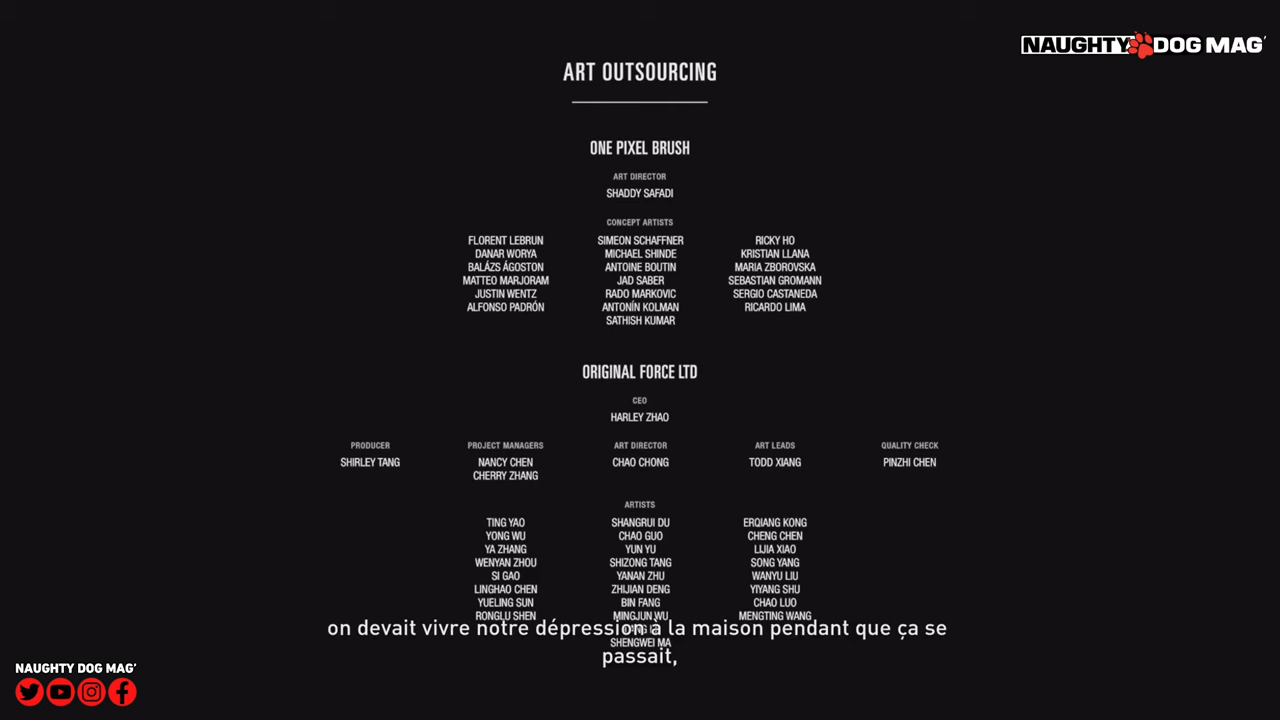 NAUGHTY DOG MAG'
ART OUTSOURCING
ONE PIXEL BRUSH
ART DIRECTOR
SHADDY SAFADI
CONCEPT ARTISTS
FLORENT LEBRUN SIMEON SCHAFFNER RICKY HO
DANAR WORYA MICHAEL SHINDE KRISTIAN LLANA
BALÁZS ÁGOSTON ANTOINE BOUTIN MARIA ZBOROVSKA
MATTEO MARJORAM JAD SABER SEBASTIAN GROMANN
JUSTIN WENTZ RADO MARKOVIC SERGIO CASTANEDA
ALFONSO PADRÓN ANTONÍN KOLMAN RICARDO LIMA
SATHISH KUMAR
ORIGINAL FORCE LTD
CEO
HARLEY ZHAO
PRODUCER PROJECT MANAGERS ART DIRECTOR ART LEADS QUALITY CHECK
SHIRLEY TANG NANCY CHEN CHAO CHONG TODD XIANG PINZHI CHEN
CHERRY ZHANG
ARTISTS
TING YAO SHANGRUI DU ERQIANG KONG
YONG WU CHAO GUO CHENG CHEN
YA ZHANG YUN YU LIJIA XIAO
WENYAN ZHOU SHIZONG TANG SONG YANG
SI GAO YANAN ZHU WANYU LIU
LINGHAO CHEN ZHIJIAN DENG YIYANG SHU
YUELING SUN BIN FANG CHAO LUO
RONGLU SHEN MINGJUN WU MENGTING WANG
SHENGWEI MA
on devait vivre notre dépression à la maison pendant que ça se
passait,
NAUGHTY DOG MAG'